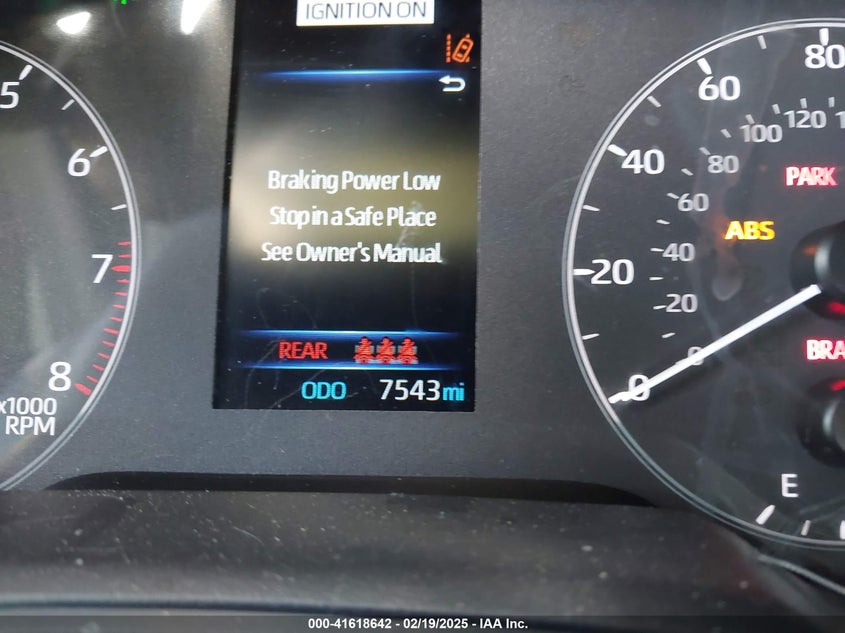 IGNITION ON
Braking Power Low
Stop in a Safe Place
See Owner's Manual
REAR
ODO 7543 mi
5
6
7
8
x1000
RPM
80
60
40
20
0
120
100
80
60
40
20
0
PARK
ABS
BRA
E
000-41618642 - 02/19/2025 - IAA Inc.